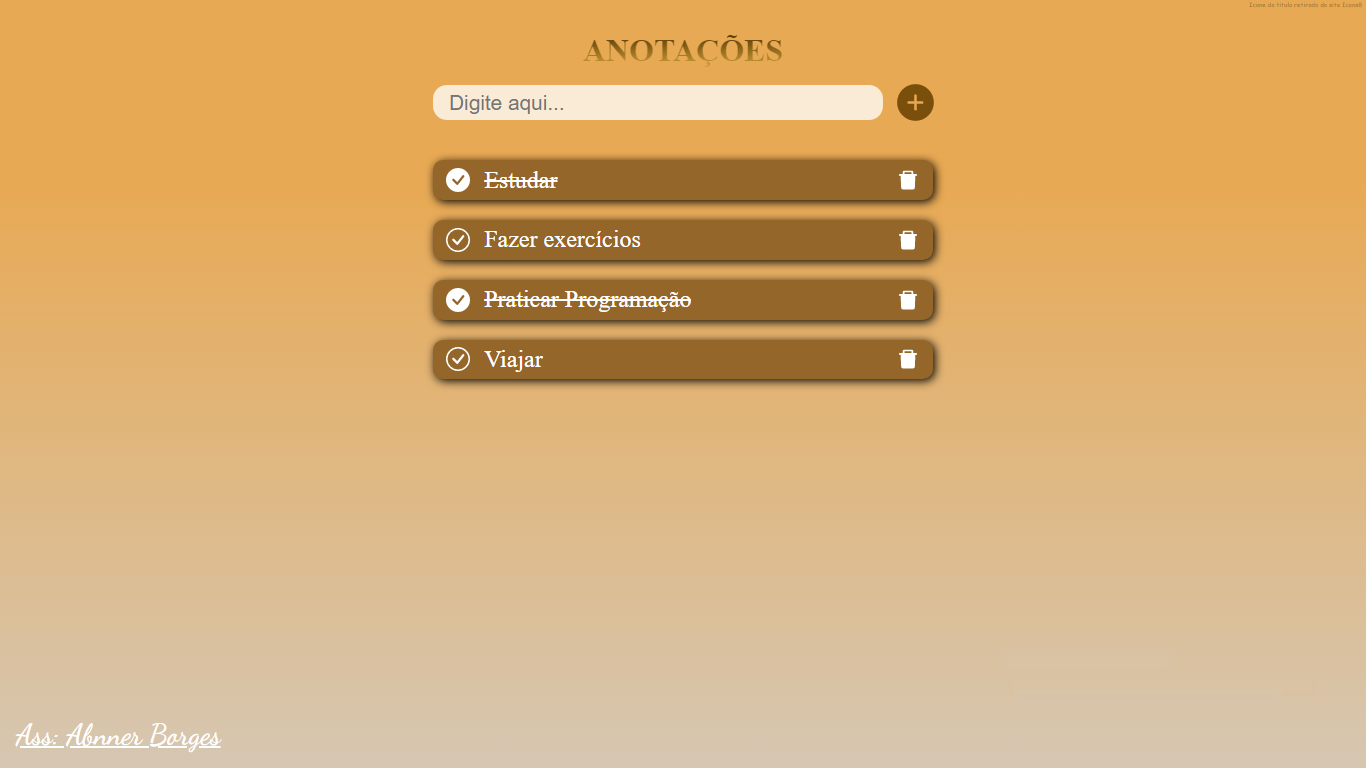 Ícone do título retirado do site Icons8
ANOTAÇÕES
Digite aqui...
Estudar
Fazer exercícios
Praticar Programação
Viajar
Ass: Abnner Borges